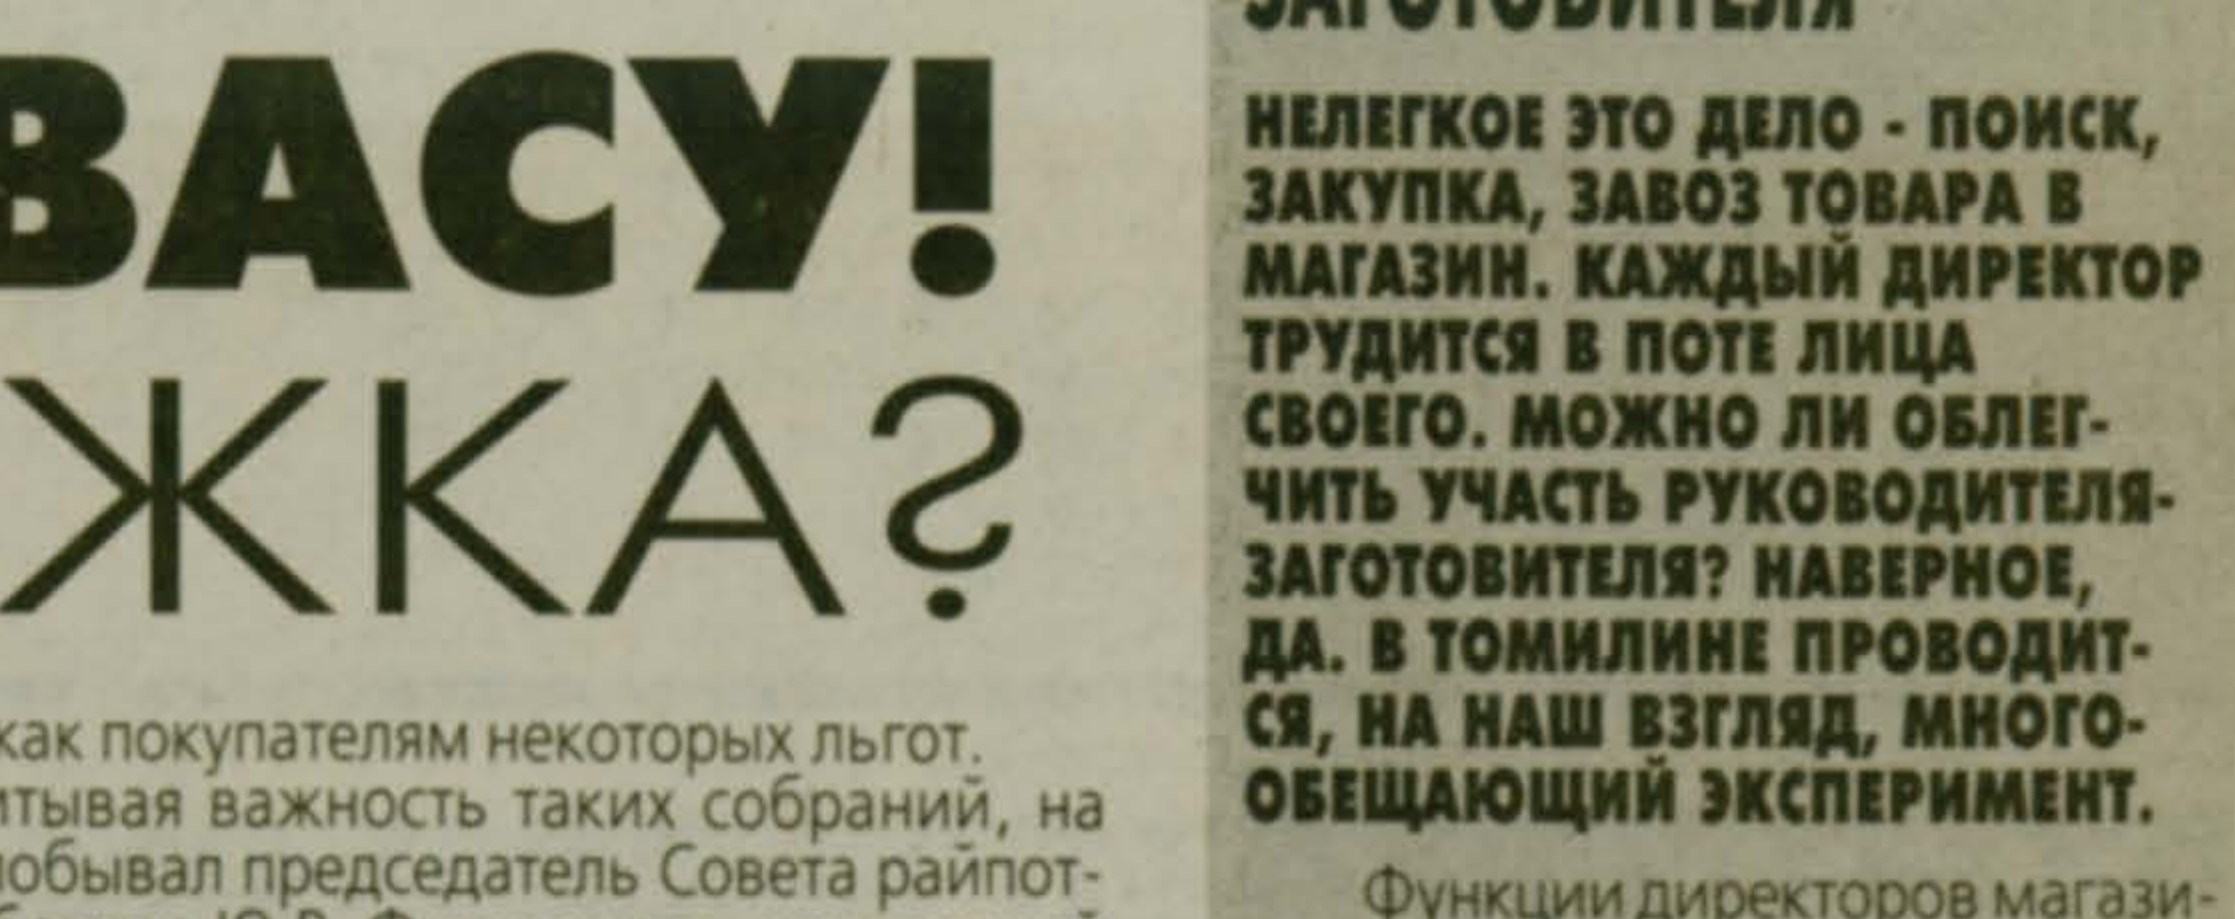 ВАСУ!
ЖКА?
как покупателям некоторых льгот.
итывая важность таких собраний, на
побывал председатель Совета райпот-
ЗАГОТОВИТЕЛЯ
НЕЛЕГКОЕ ЭТО ДЕЛО - ПОИСК,
ЗАКУПКА, ЗАВОЗ ТОВАРА В
МАГАЗИН. КАЖДЫЙ ДИРЕКТОР
ТРУДИТСЯ В ПОТЕ ЛИЦА
СВОЕГО. МОЖНО ЛИ ОБЛЕГ-
ЧИТЬ УЧАСТЬ РУКОВОДИТЕЛЯ-
ЗАГОТОВИТЕЛЯ? НАВЕРНОЕ,
ДА. В ТОМИЛИНЕ ПРОВОДИТ-
СЯ, НА НАШ ВЗГЛЯД, МНОГО-
ОБЕЩАЮЩИЙ ЭКСПЕРИМЕНТ.
Функции директоров магази-